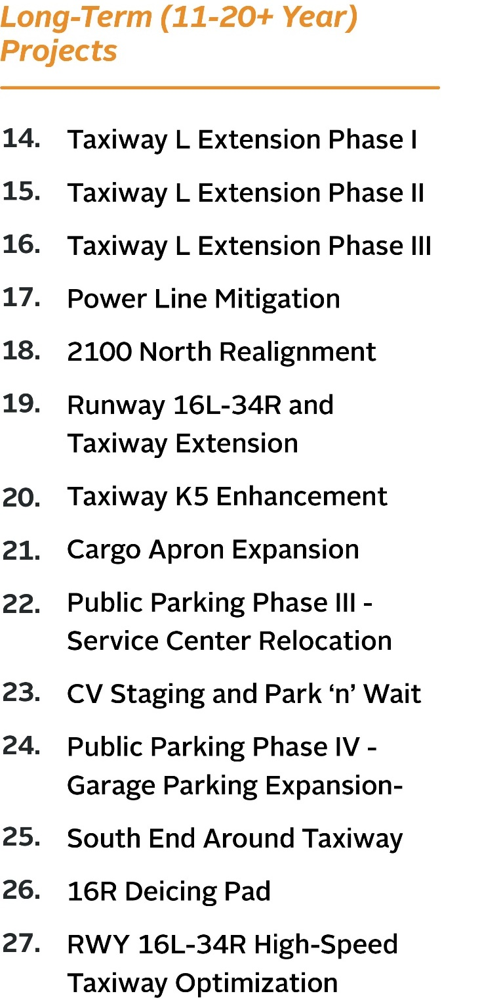 Long-Term (11-20+ Year)
Projects
14. Taxiway L Extension Phase I
15. Taxiway L Extension Phase II
16. Taxiway L Extension Phase III
17. Power Line Mitigation
18. 2100 North Realignment
19. Runway 16L-34R and
Taxiway Extension
20. Taxiway K5 Enhancement
21. Cargo Apron Expansion
22. Public Parking Phase III -
Service Center Relocation
23. CV Staging and Park ‘n’ Wait
24. Public Parking Phase IV -
Garage Parking Expansion-
25. South End Around Taxiway
26. 16R Deicing Pad
27. RWY 16L-34R High-Speed
Taxiway Optimization